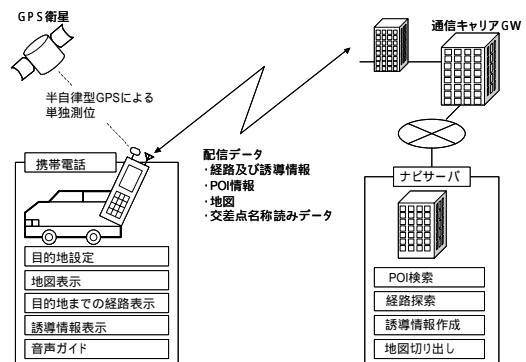 GPS衛星
半自律型GPSによる
単独測位
携帯電話
目的地設定
地図表示
目的地までの経路表示
誘導情報表示
音声ガイド
配信データ
・経路及び誘導情報
・POI情報
・地図
・交差点名称読みデータ
通信キャリアGW
ナビサーバ
POI検索
経路探索
誘導情報作成
地図切り出し